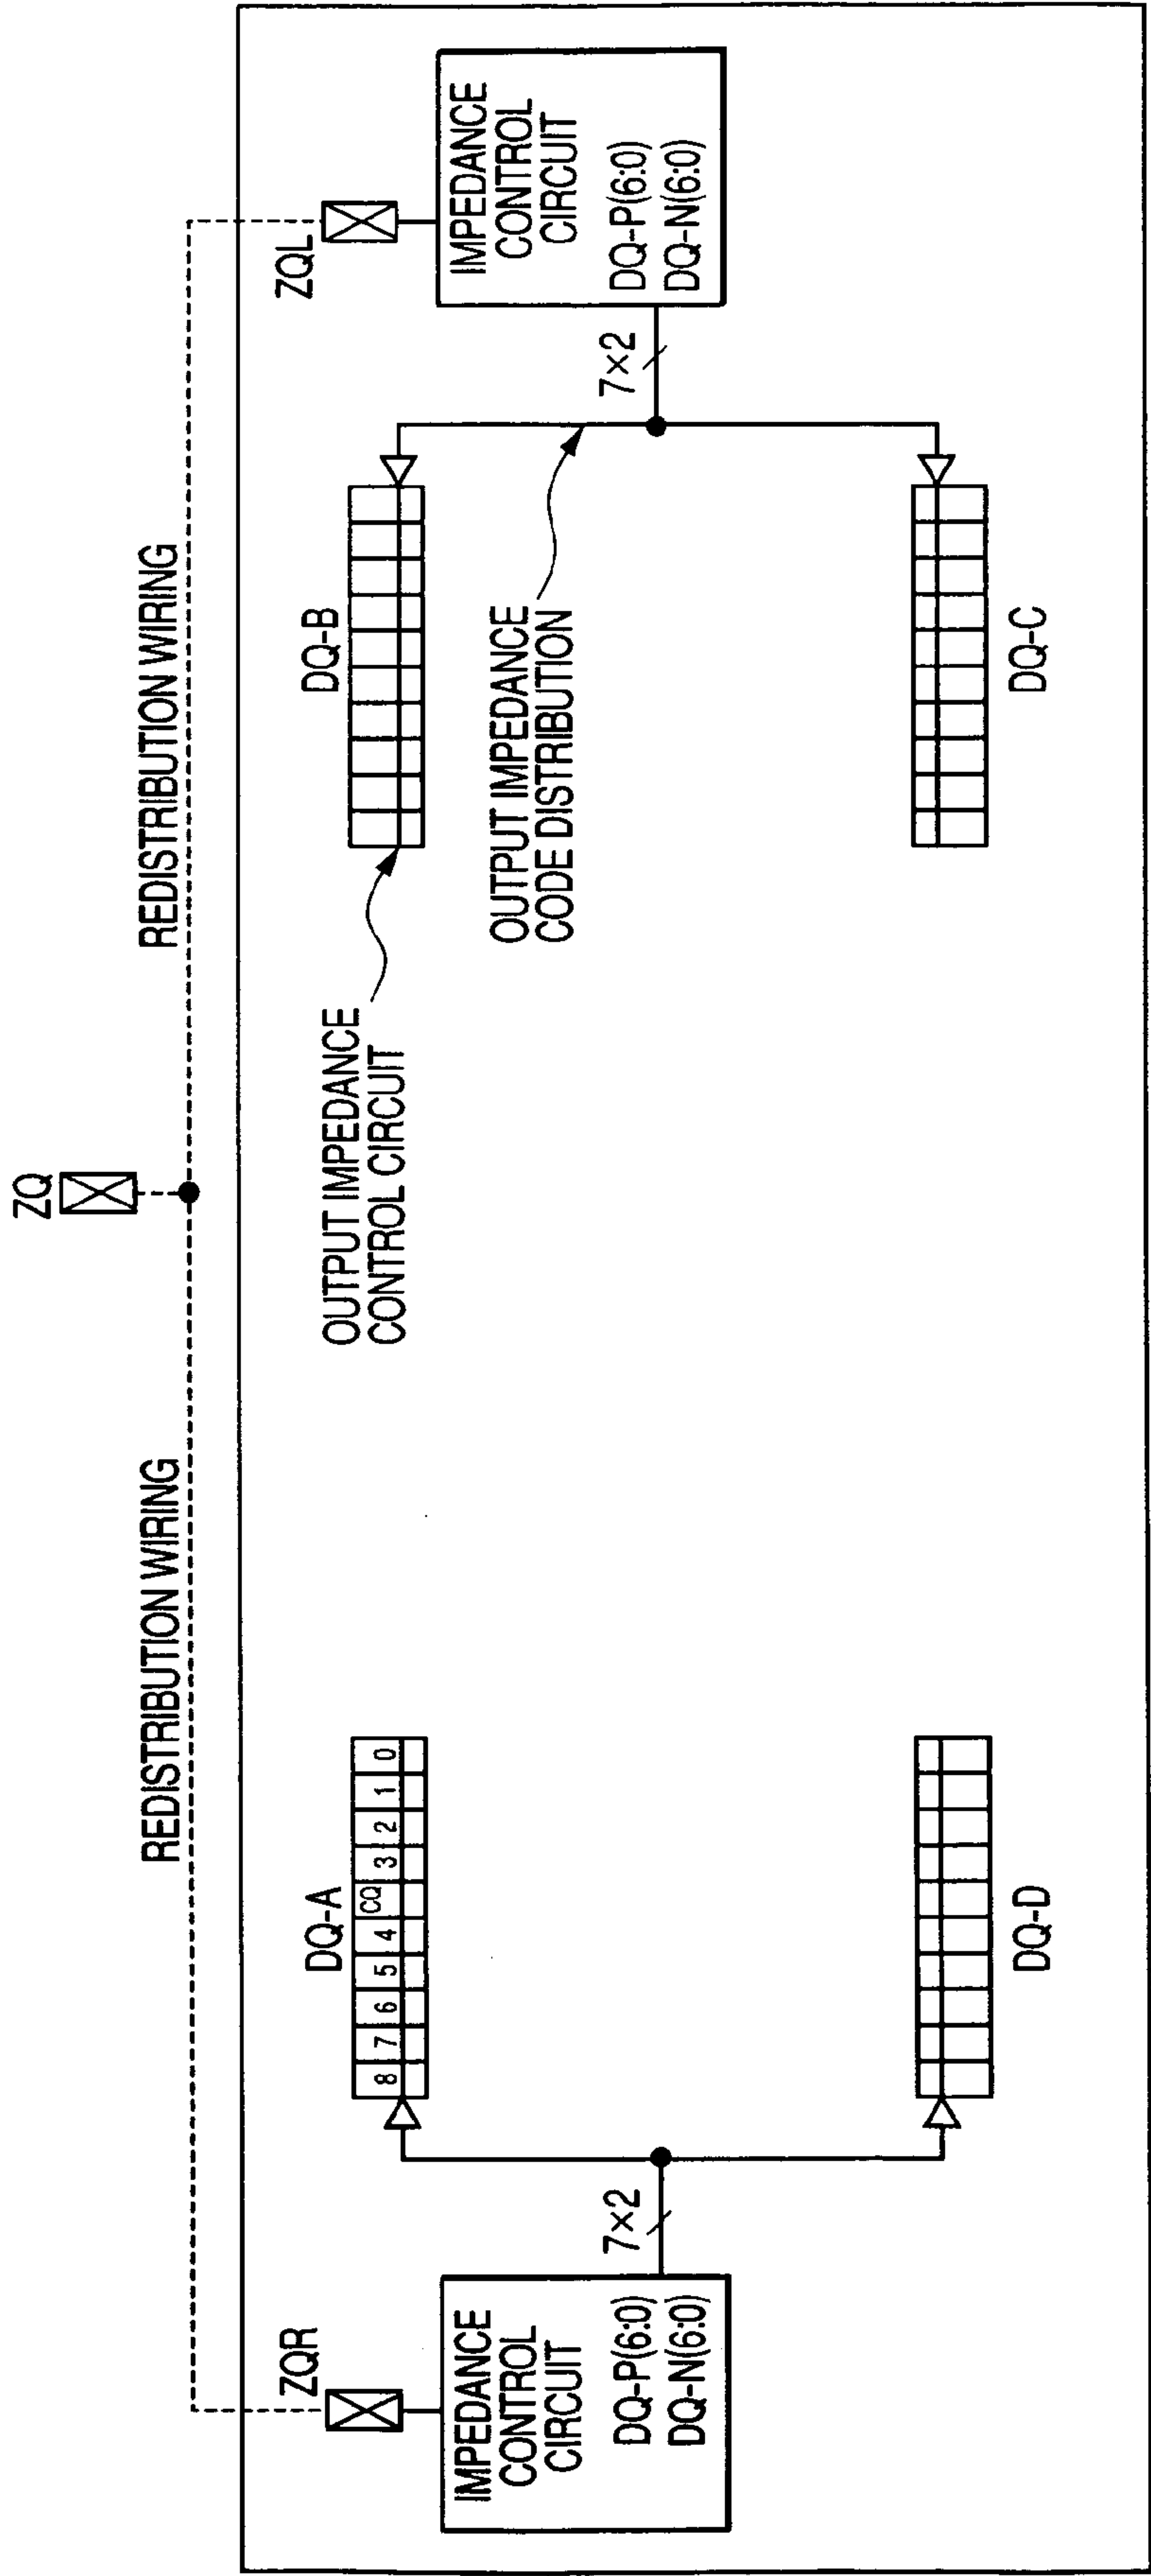 ZQ
REDISTRIBUTION WIRING
REDISTRIBUTION WIRING
ZQR
ZQL
IMPEDANCE
CONTROL
CIRCUIT
DQ-P(6:0)
DQ-N(6:0)
7×2
DQ-A
8 7 6 5 4 CQ 3 2 1 0
DQ-D
OUTPUT IMPEDANCE
CONTROL CIRCUIT
DQ-B
OUTPUT IMPEDANCE
CODE DISTRIBUTION
DQ-C
7×2
IMPEDANCE
CONTROL
CIRCUIT
DQ-P(6:0)
DQ-N(6:0)